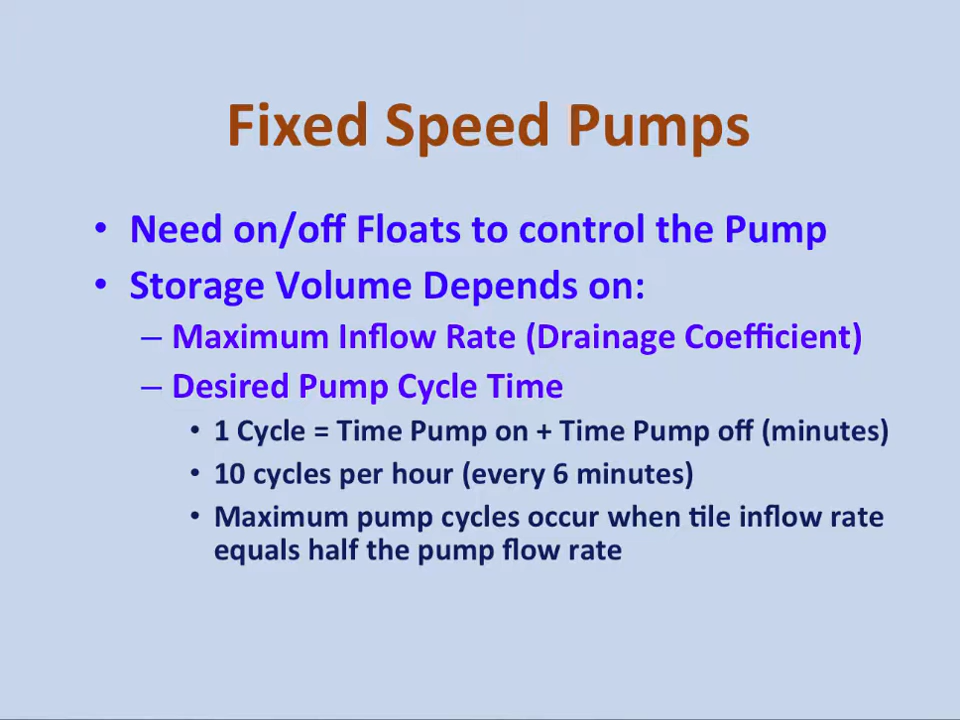 Fixed Speed Pumps
• Need on/off Floats to control the Pump
• Storage Volume Depends on:
– Maximum Inflow Rate (Drainage Coefficient)
– Desired Pump Cycle Time
• 1 Cycle = Time Pump on + Time Pump off (minutes)
• 10 cycles per hour (every 6 minutes)
• Maximum pump cycles occur when tile inflow rate
equals half the pump flow rate